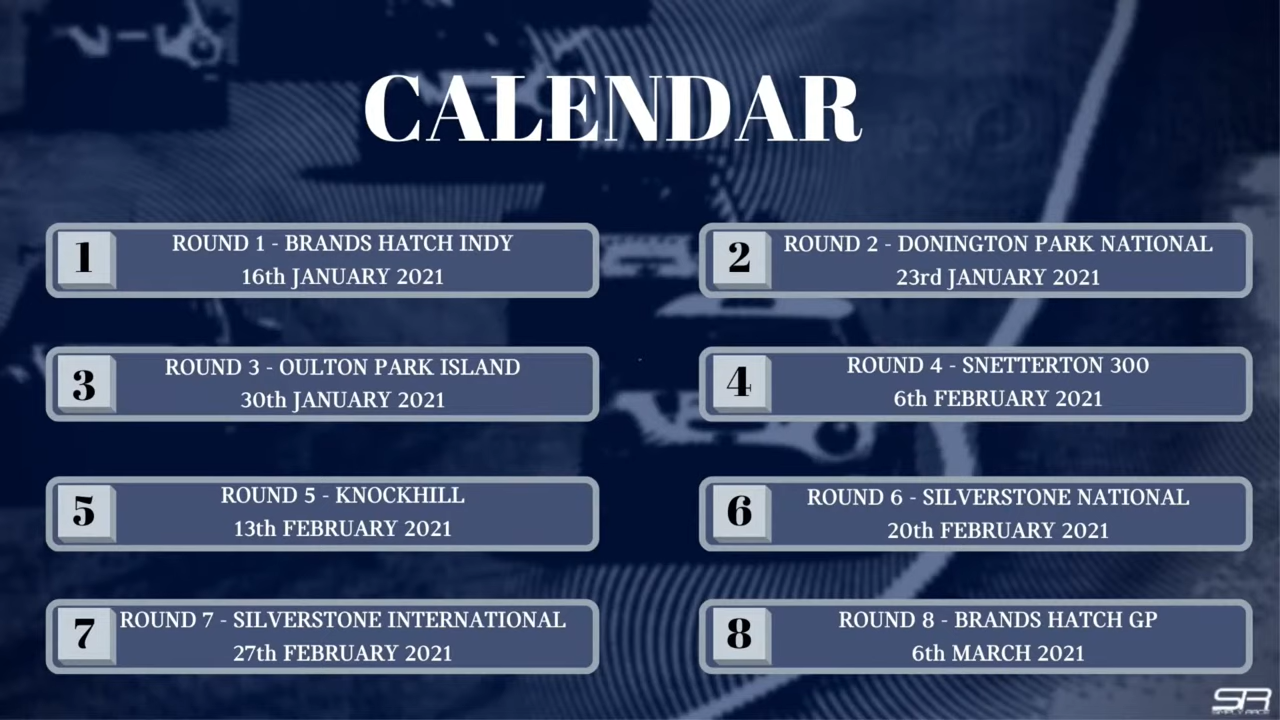 CALENDAR
1
ROUND 1 - BRANDS HATCH INDY
16th JANUARY 2021
2
ROUND 2 - DONINGTON PARK NATIONAL
23rd JANUARY 2021
3
ROUND 3 - OULTON PARK ISLAND
30th JANUARY 2021
4
ROUND 4 - SNETTERTON 300
6th FEBRUARY 2021
5
ROUND 5 - KNOCKHILL
13th FEBRUARY 2021
6
ROUND 6 - SILVERSTONE NATIONAL
20th FEBRUARY 2021
7
ROUND 7 - SILVERSTONE INTERNATIONAL
27th FEBRUARY 2021
8
ROUND 8 - BRANDS HATCH GP
6th MARCH 2021
SR